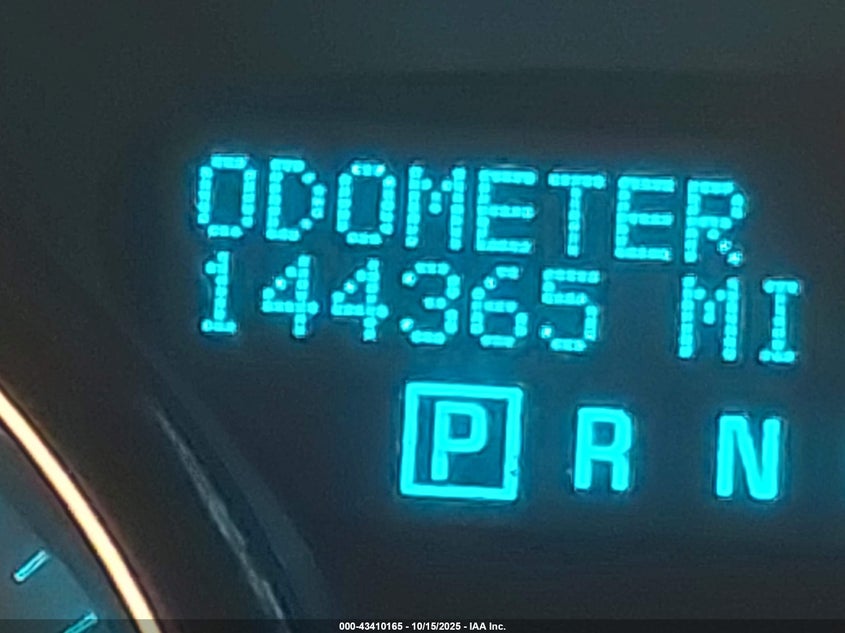 ODOMETER
144365 MI
P R N
000-43410165 - 10/15/2025 - IAA Inc.